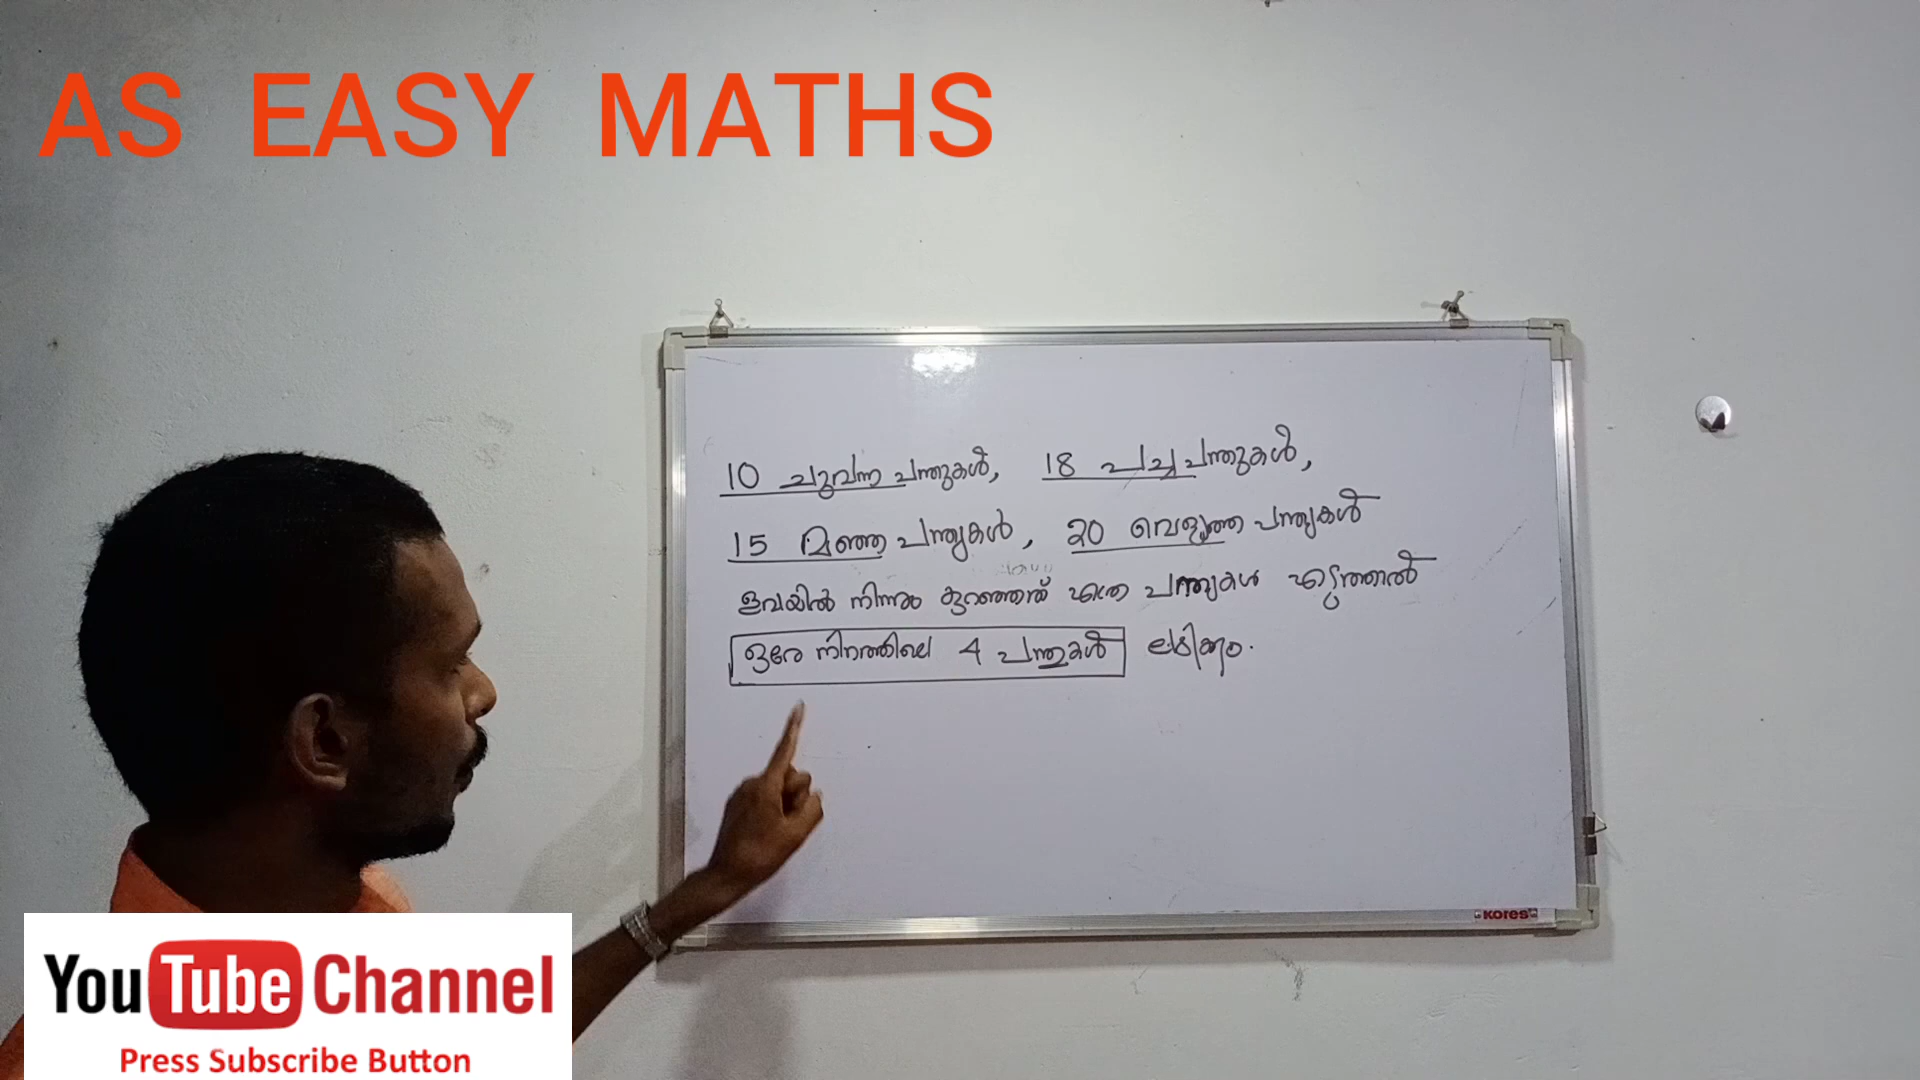 AS EASY MATHS
10 ചുവന്ന പന്തുകൾ, 18 പച്ച പന്തുകൾ,
15 മഞ്ഞ പന്തുകൾ, 20 വെളുത്ത പന്തുകൾ
ഇവയിൽ നിന്നും കുറഞ്ഞത് എത്ര പന്തുകൾ എടുത്താൽ
ഒരേ നിറത്തിലെ 4 പന്തുകൾ ലഭിക്കും.
Kores
YouTube Channel
Press Subscribe Button